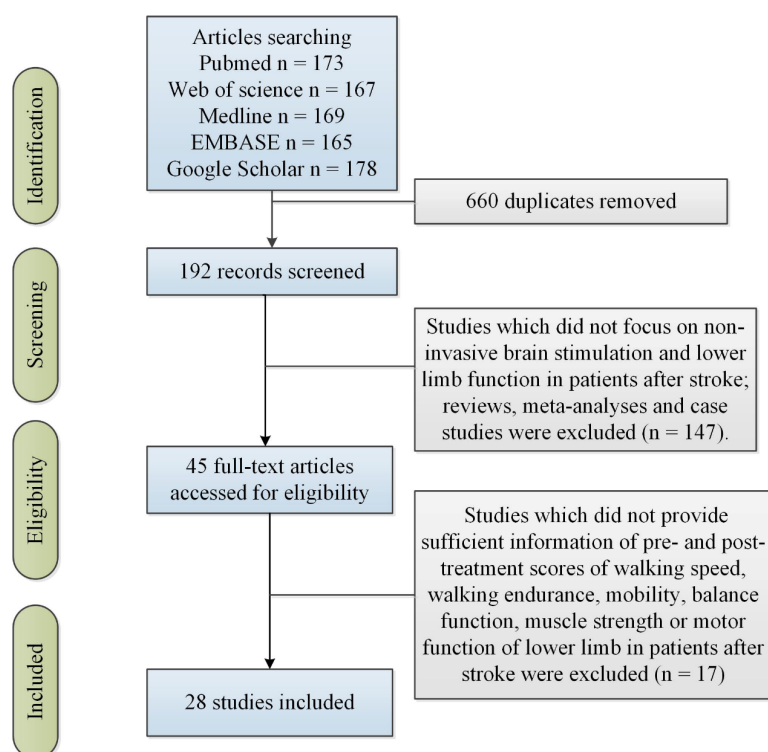 Identification
Articles searching
Pubmed n = 173
Web of science n = 167
Medline n = 169
EMBASE n = 165
Google Scholar n = 178
660 duplicates removed
Screening
192 records screened
Studies which did not focus on non-
invasive brain stimulation and lower
limb function in patients after stroke;
reviews, meta-analyses and case
studies were excluded (n = 147).
Eligibility
45 full-text articles
accessed for eligibility
Studies which did not provide
sufficient information of pre- and post-
treatment scores of walking speed,
walking endurance, mobility, balance
function, muscle strength or motor
function of lower limb in patients after
stroke were excluded (n = 17)
Included
28 studies included